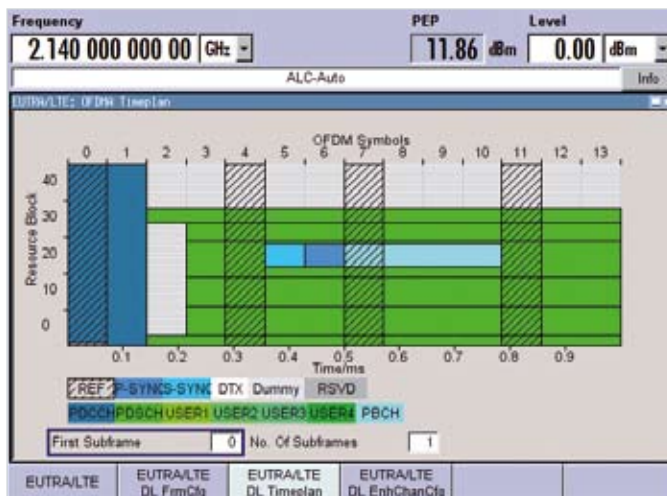 Frequency PEP Level
2.140 000 000 00 GHz 11.86 dBm 0.00 dBm
ALC-Auto Info
EUTRA/LTE: OFDMA Timeplan
OFDM Symbols
0 1 2 3 4 5 6 7 8 9 10 11 12 13
Resource Block
40
30
20
10
0
0.1 0.2 0.3 0.4 0.5 0.6 0.7 0.8 0.9
Time/ms
REF P-SYNC S-SYNC DTX Dummy RSVD
PDCCH PDSCH USER1 USER2 USER3 USER4 PBCH
First Subframe 0 No. Of Subframes 1
EUTRA/LTE EUTRA/LTE EUTRA/LTE EUTRA/LTE
DL FrmCfg DL Timeplan DL EnhChanCfg